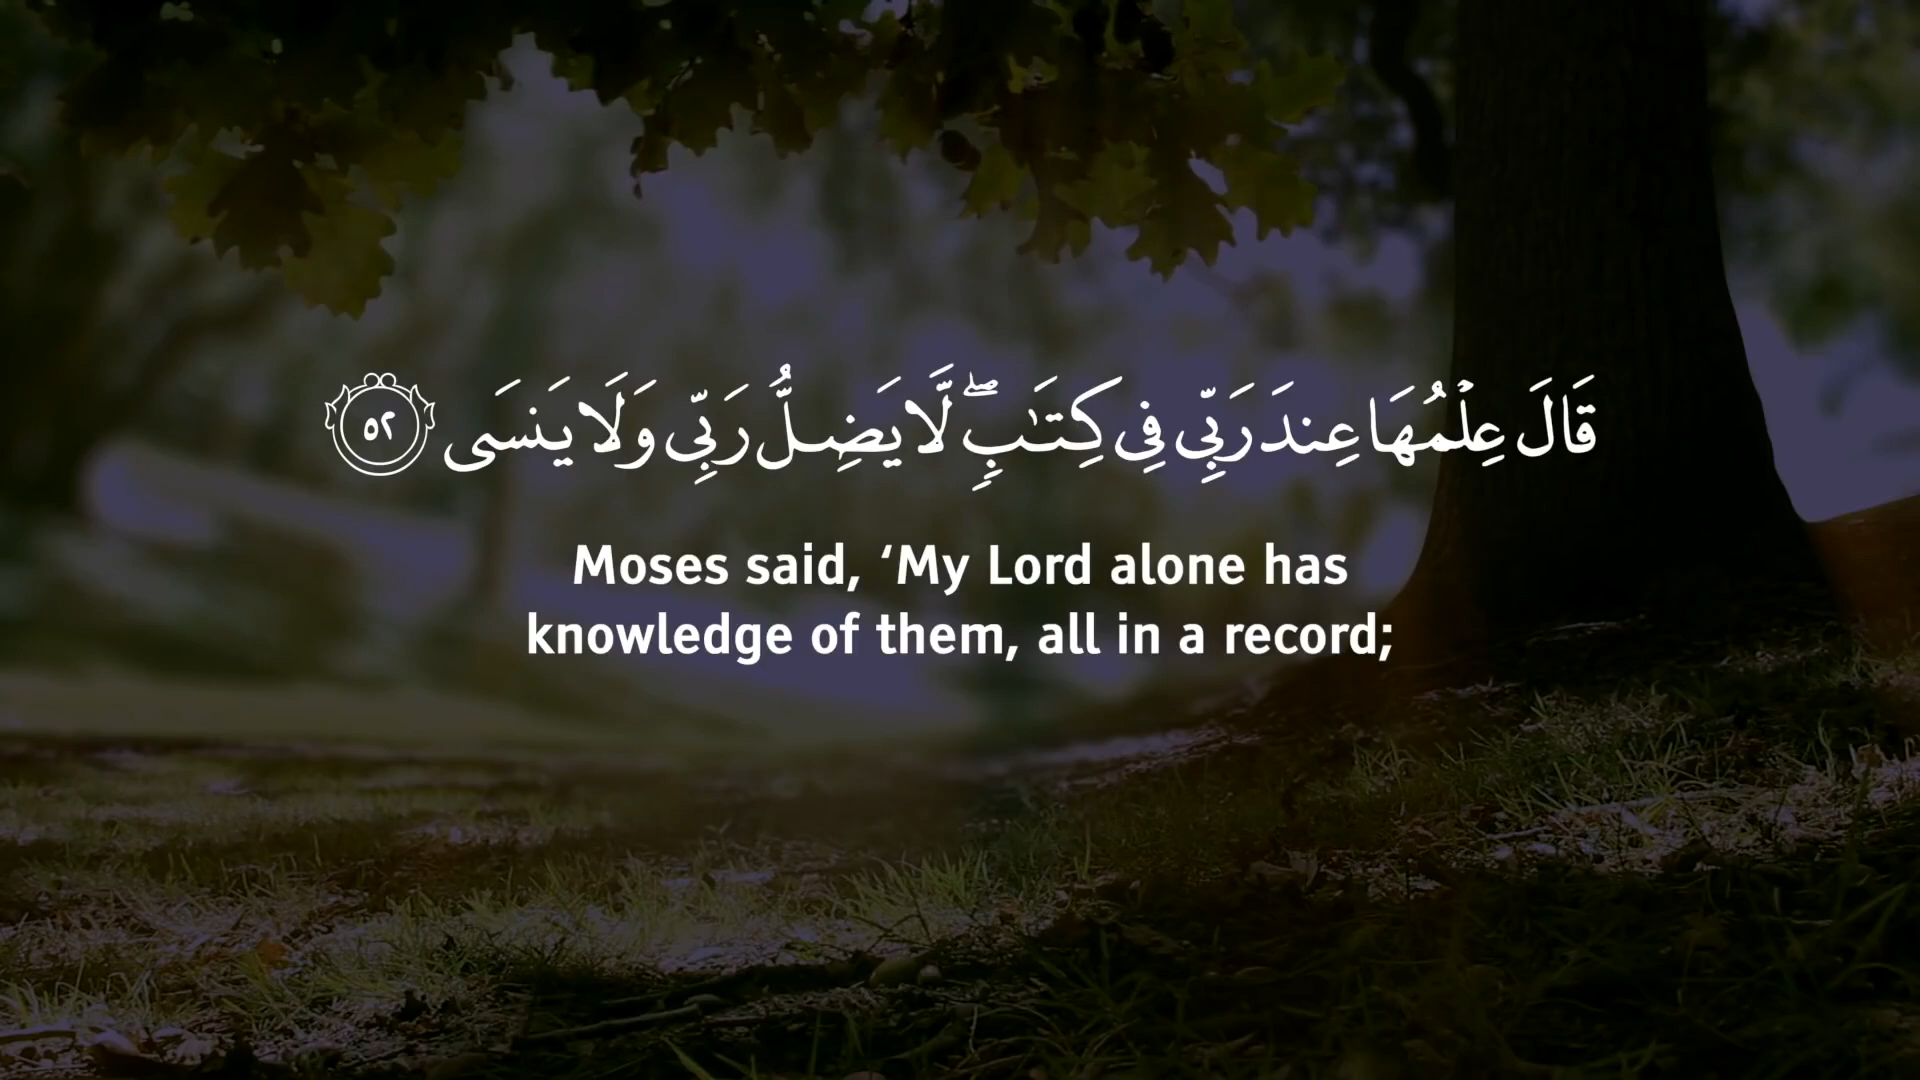 قَالَ عِلْمُهَا عِندَ رَبِّى فِى كِتَـٰبٍ ۖ لَّا يَضِلُّ رَبِّى وَلَا يَنسَى ٥٢
Moses said, ‘My Lord alone has
knowledge of them, all in a record;